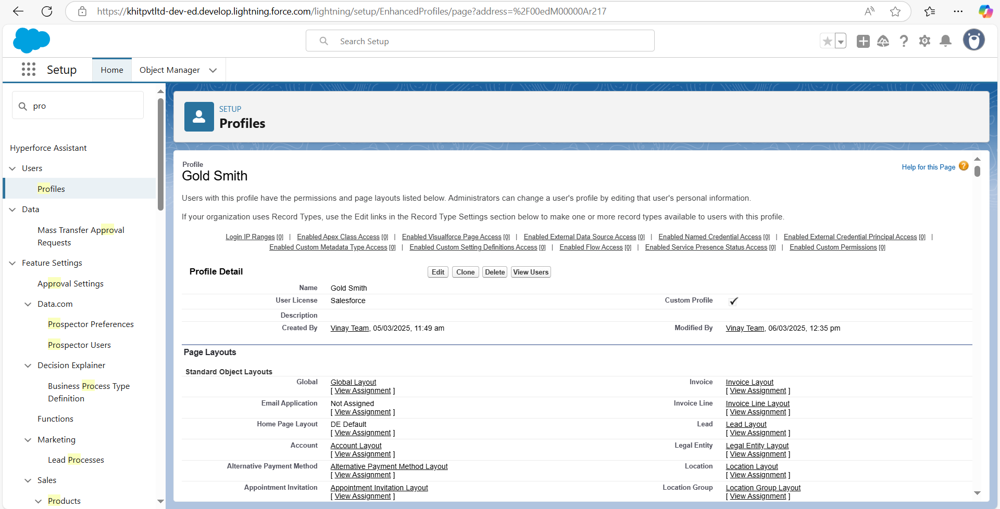 https://khitpvtltd-dev-ed.develop.lightning.force.com/lightning/setup/EnhancedProfiles/page?address=%2F00edM00000Ar217
Search Setup
Setup
Home
Object Manager
pro
Hyperforce Assistant
Users
Profiles
Data
Mass Transfer Approval
Requests
Feature Settings
Approval Settings
Data.com
Prospector Preferences
Prospector Users
Decision Explainer
Business Process Type
Definition
Functions
Marketing
Lead Processes
Sales
Products
SETUP
Profiles
Profile
Gold Smith
Help for this Page ?
Users with this profile have the permissions and page layouts listed below. Administrators can change a user's profile by editing that user's personal information.
If your organization uses Record Types, use the Edit links in the Record Type Settings section below to make one or more record types available to users with this profile.
Login IP Ranges [0] | Enabled Apex Class Access [0] | Enabled Visualforce Page Access [0] | Enabled External Data Source Access [0] | Enabled Named Credential Access [0] | Enabled External Credential Principal Access [0] |
Enabled Custom Metadata Type Access [0] | Enabled Custom Setting Definitions Access [0] | Enabled Flow Access [0] | Enabled Service Presence Status Access [0] | Enabled Custom Permissions [0]
Profile Detail Edit Clone Delete View Users
Name Gold Smith
User License Salesforce Custom Profile
Description
Created By Vinay Team, 05/03/2025, 11:49 am Modified By Vinay Team, 06/03/2025, 12:35 pm
Page Layouts
Standard Object Layouts
Global Global Layout Invoice Invoice Layout
[ View Assignment ] [ View Assignment ]
Email Application Not Assigned Invoice Line Invoice Line Layout
[ View Assignment ] [ View Assignment ]
Home Page Layout DE Default Lead Lead Layout
[ View Assignment ] [ View Assignment ]
Account Account Layout Legal Entity Legal Entity Layout
[ View Assignment ] [ View Assignment ]
Alternative Payment Method Alternative Payment Method Layout Location Location Layout
[ View Assignment ] [ View Assignment ]
Appointment Invitation Appointment Invitation Layout Location Group Location Group Layout
[ View Assignment ] [ View Assignment ]